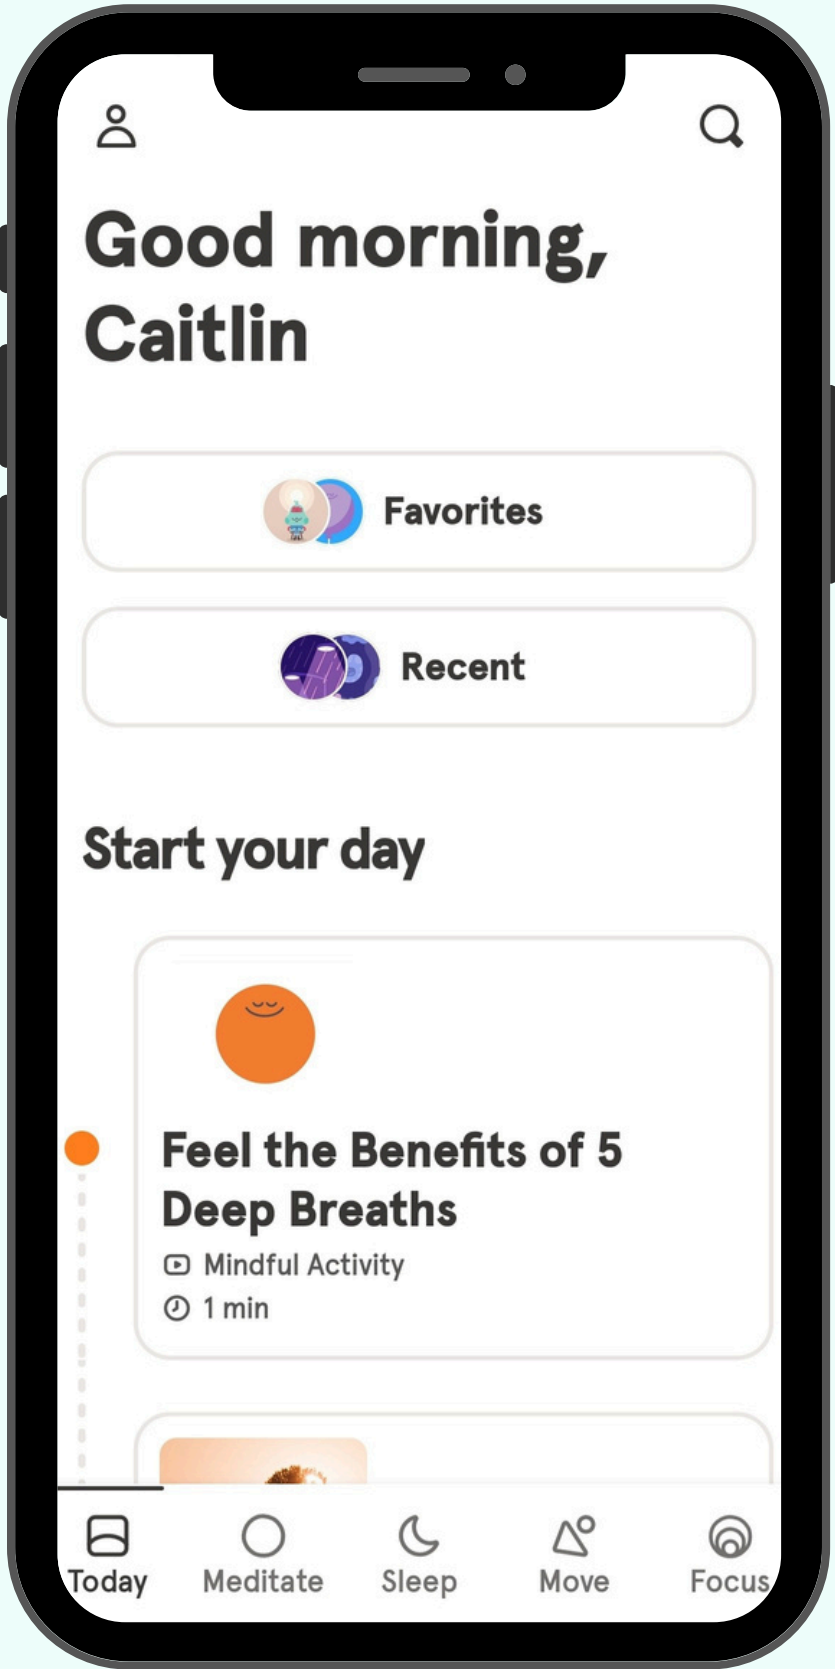 Good morning,
Caitlin
Favorites
Recent
Start your day
Feel the Benefits of 5
Deep Breaths
Mindful Activity
1 min
Today
Meditate
Sleep
Move
Focus